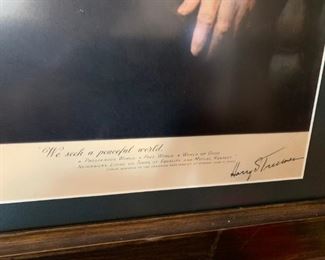 We seek a peaceful world.
A Prosperous World A Free World A World of Good
Neighbors, Living on Terms of Equality and Mutual Respect
Harry S Truman